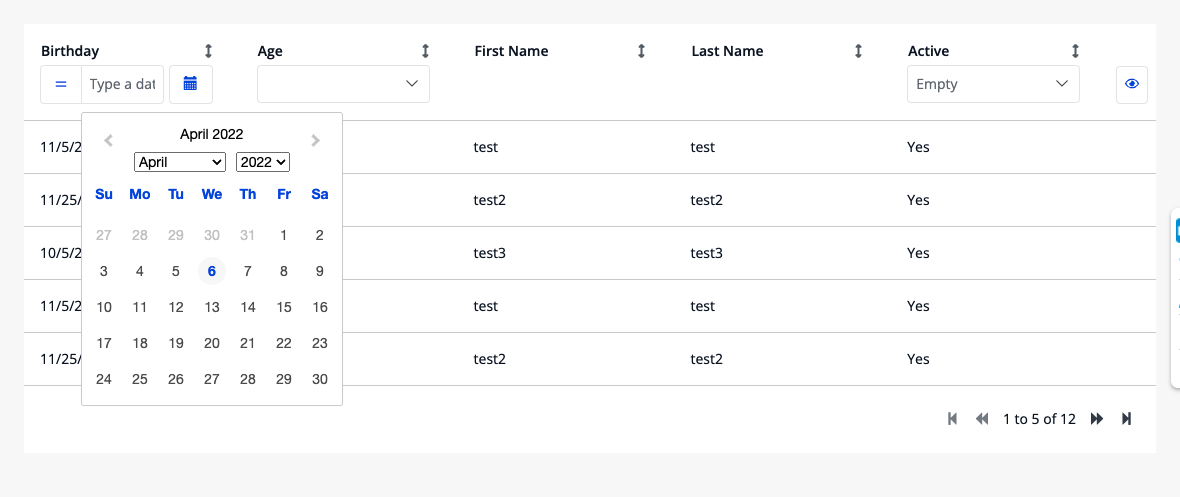 Birthday Age First Name Last Name Active
= Type a dat Empty
April 2022
April 2022
Su Mo Tu We Th Fr Sa
27 28 29 30 31 1 2
3 4 5 6 7 8 9
10 11 12 13 14 15 16
17 18 19 20 21 22 23
24 25 26 27 28 29 30
11/5/2 test test Yes
11/25/ test2 test2 Yes
10/5/2 test3 test3 Yes
11/5/2 test test Yes
11/25/ test2 test2 Yes
1 to 5 of 12